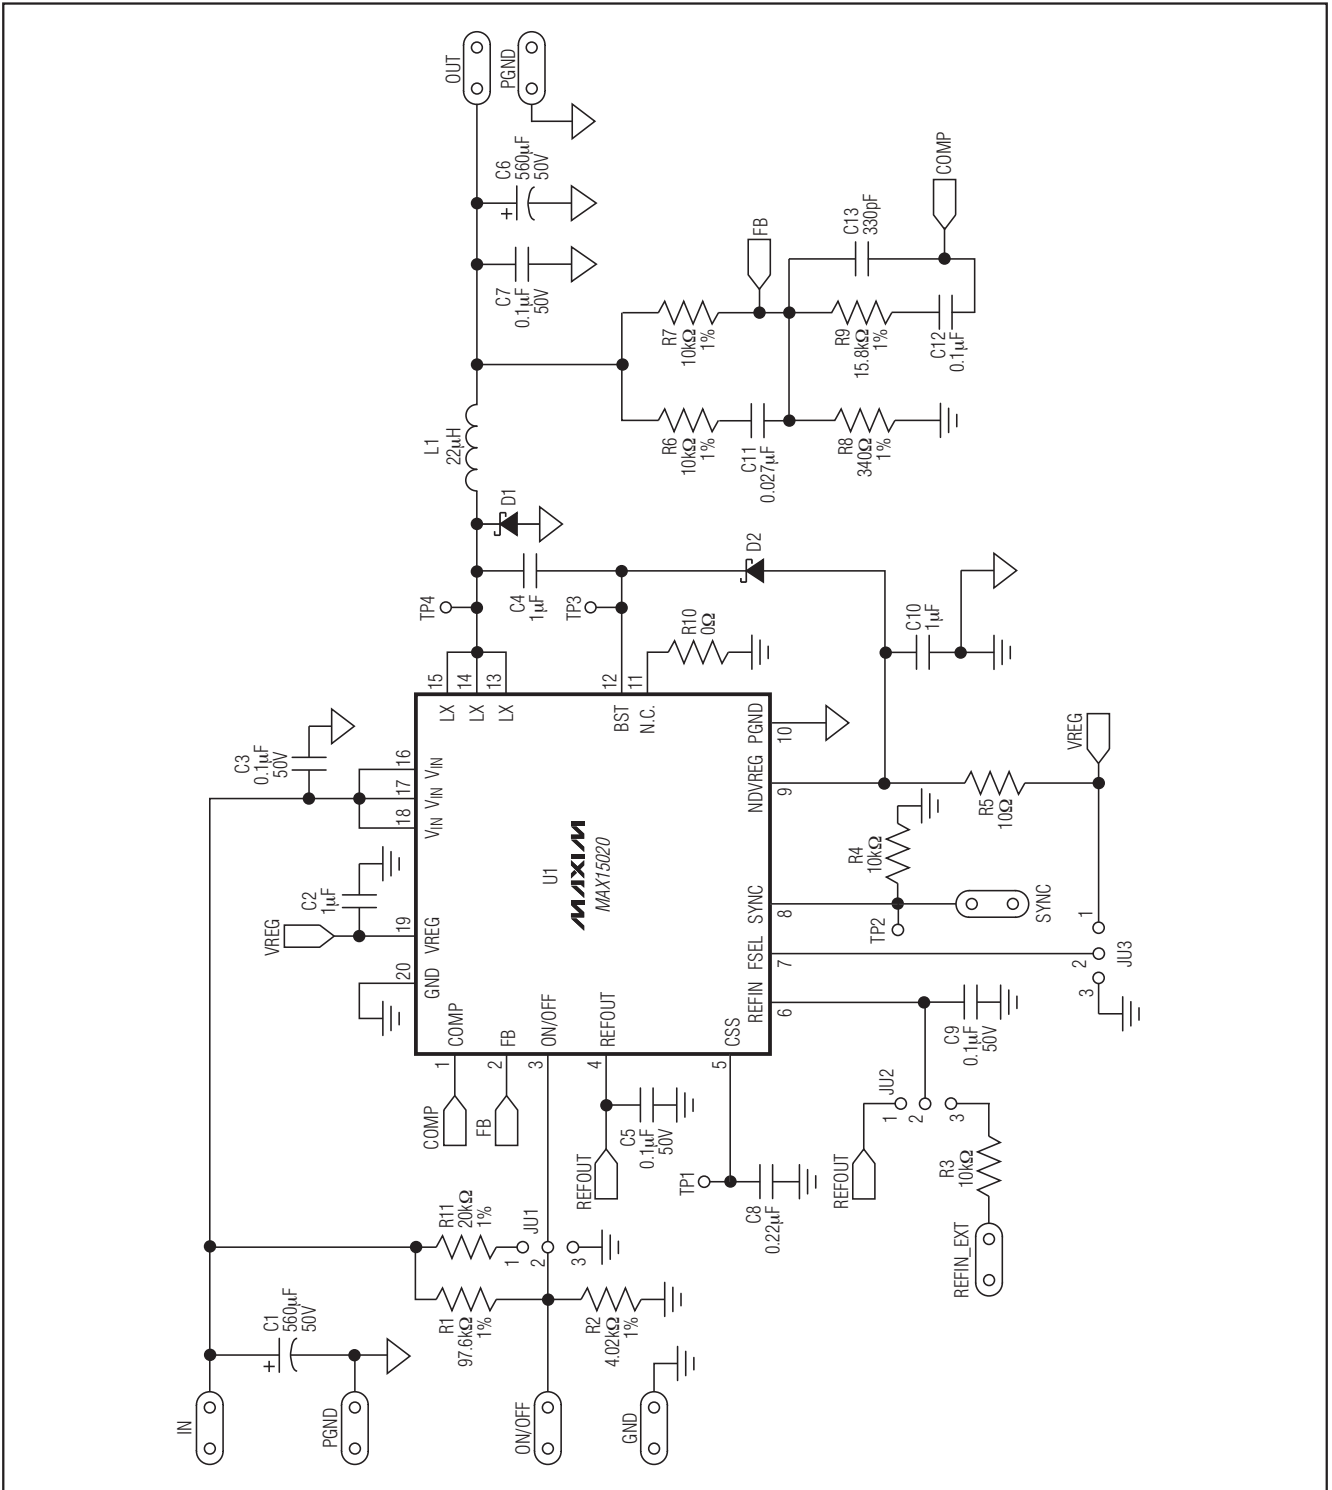 OUT
PGND
C6
560µF
50V
C7
0.1µF
50V
L1
22µH
D1
R7
10kΩ
1%
FB
C13
330pF
COMP
R9
15.8kΩ
1%
C12
0.1µF
R6
10kΩ
1%
C11
0.027µF
R8
340Ω
1%
TP4
C4
1µF
TP3
D2
R10
0Ω
C10
1µF
15
14
13
12
11
LX
LX
LX
BST
N.C.
C3
0.1µF
50V
16
17
18
VIN
VIN
VIN
VREG
C2
1µF
19
VREG
20
GND
U1
MAXIM
MAX15020
PGND
10
NDVREG
9
SYNC
8
FSEL
7
REFIN
6
R5
10Ω
VREG
R4
10kΩ
TP2
SYNC
1
2
3
JU3
COMP
FB
ON/OFF
REFOUT
CSS
1
2
3
4
5
COMP
FB
REFOUT
C5
0.1µF
50V
TP1
C8
0.22µF
C9
0.1µF
50V
JU2
1
2
3
REFOUT
R3
10kΩ
REFIN_EXT
R11
20kΩ
1%
JU1
1
2
3
R1
97.6kΩ
1%
R2
4.02kΩ
1%
C1
560µF
50V
IN
PGND
ON/OFF
GND